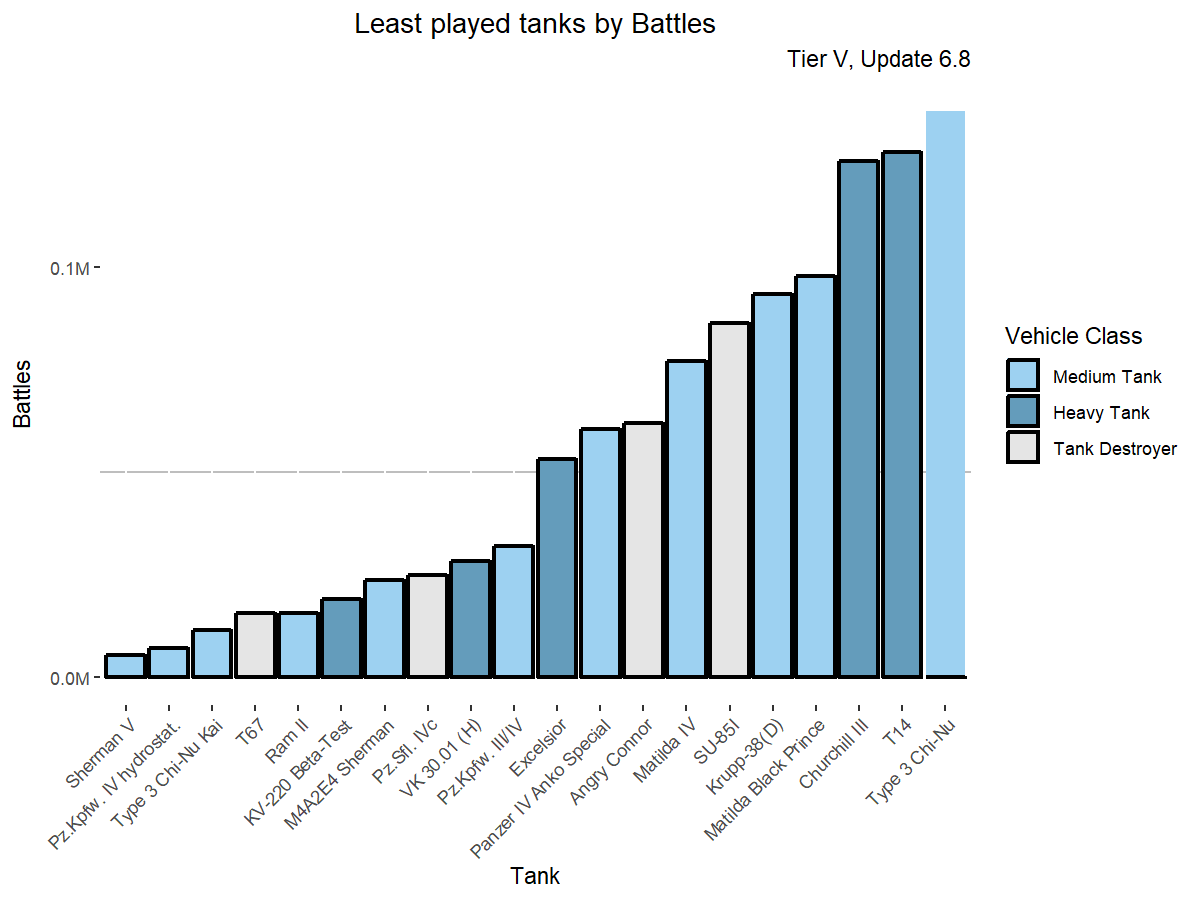 Least played tanks by Battles
Tier V, Update 6.8
0.1M
0.0M
Battles
Sherman V
Pz.Kpfw. IV hydrostat.
Type 3 Chi-Nu Kai
T67
Ram II
KV-220 Beta-Test
M4A2E4 Sherman
Pz.Sfl. IVc
VK 30.01 (H)
Pz.Kpfw. III/IV
Excelsior
Panzer IV Anko Special
Angry Connor
Matilda IV
SU-85I
Krupp-38(D)
Matilda Black Prince
Churchill III
T14
Type 3 Chi-Nu
Tank
Vehicle Class
Medium Tank
Heavy Tank
Tank Destroyer